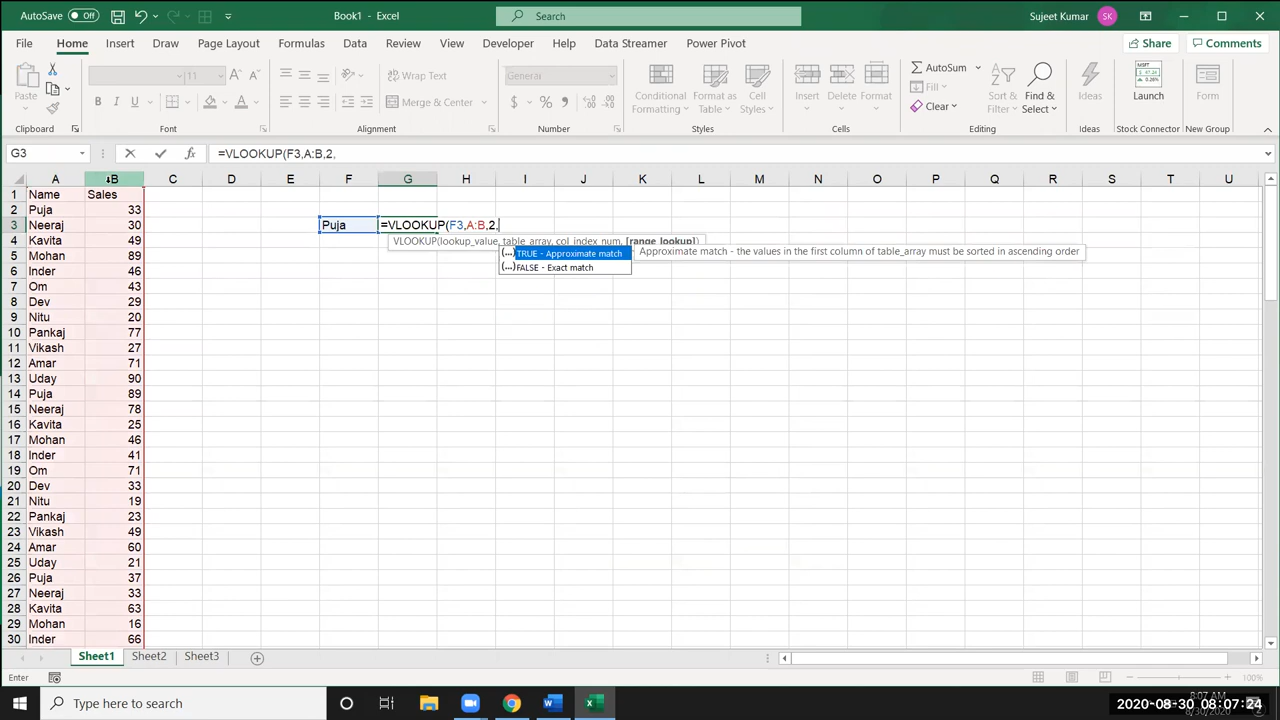 AutoSave Off Book1 - Excel Search Sujeet Kumar SK
File Home Insert Draw Page Layout Formulas Data Review View Developer Help Data Streamer Power Pivot Share Comments
Paste 11 Wrap Text General Conditional Formatting Format as Table Cell Styles Insert Delete Format AutoSum Fill Clear Sort & Filter Find & Select Ideas Launch Form
Merge & Center
Clipboard Font Alignment Number Styles Cells Editing Ideas Stock Connector New Group
G3 fx =VLOOKUP(F3,A:B,2,
A B C D E F G H I J K L M N O P Q R S T U
1 Name Sales
2 Puja 33
3 Neeraj 30 Puja =VLOOKUP(F3,A:B,2,
4 Kavita 49 VLOOKUP(lookup_value, table_array, col_index_num, [range_lookup])
5 Mohan 89 TRUE - Approximate match Approximate match - the values in the first column of table_array must be sorted in ascending order
6 Inder 46 FALSE - Exact match
7 Om 43
8 Dev 29
9 Nitu 20
10 Pankaj 77
11 Vikash 27
12 Amar 71
13 Uday 90
14 Puja 89
15 Neeraj 78
16 Kavita 25
17 Mohan 46
18 Inder 41
19 Om 71
20 Dev 33
21 Nitu 19
22 Pankaj 23
23 Vikash 49
24 Amar 60
25 Uday 21
26 Puja 37
27 Neeraj 33
28 Kavita 63
29 Mohan 16
30 Inder 66
Sheet1 Sheet2 Sheet3
Enter 100%
Type here to search 2020-08-30 08:07:24